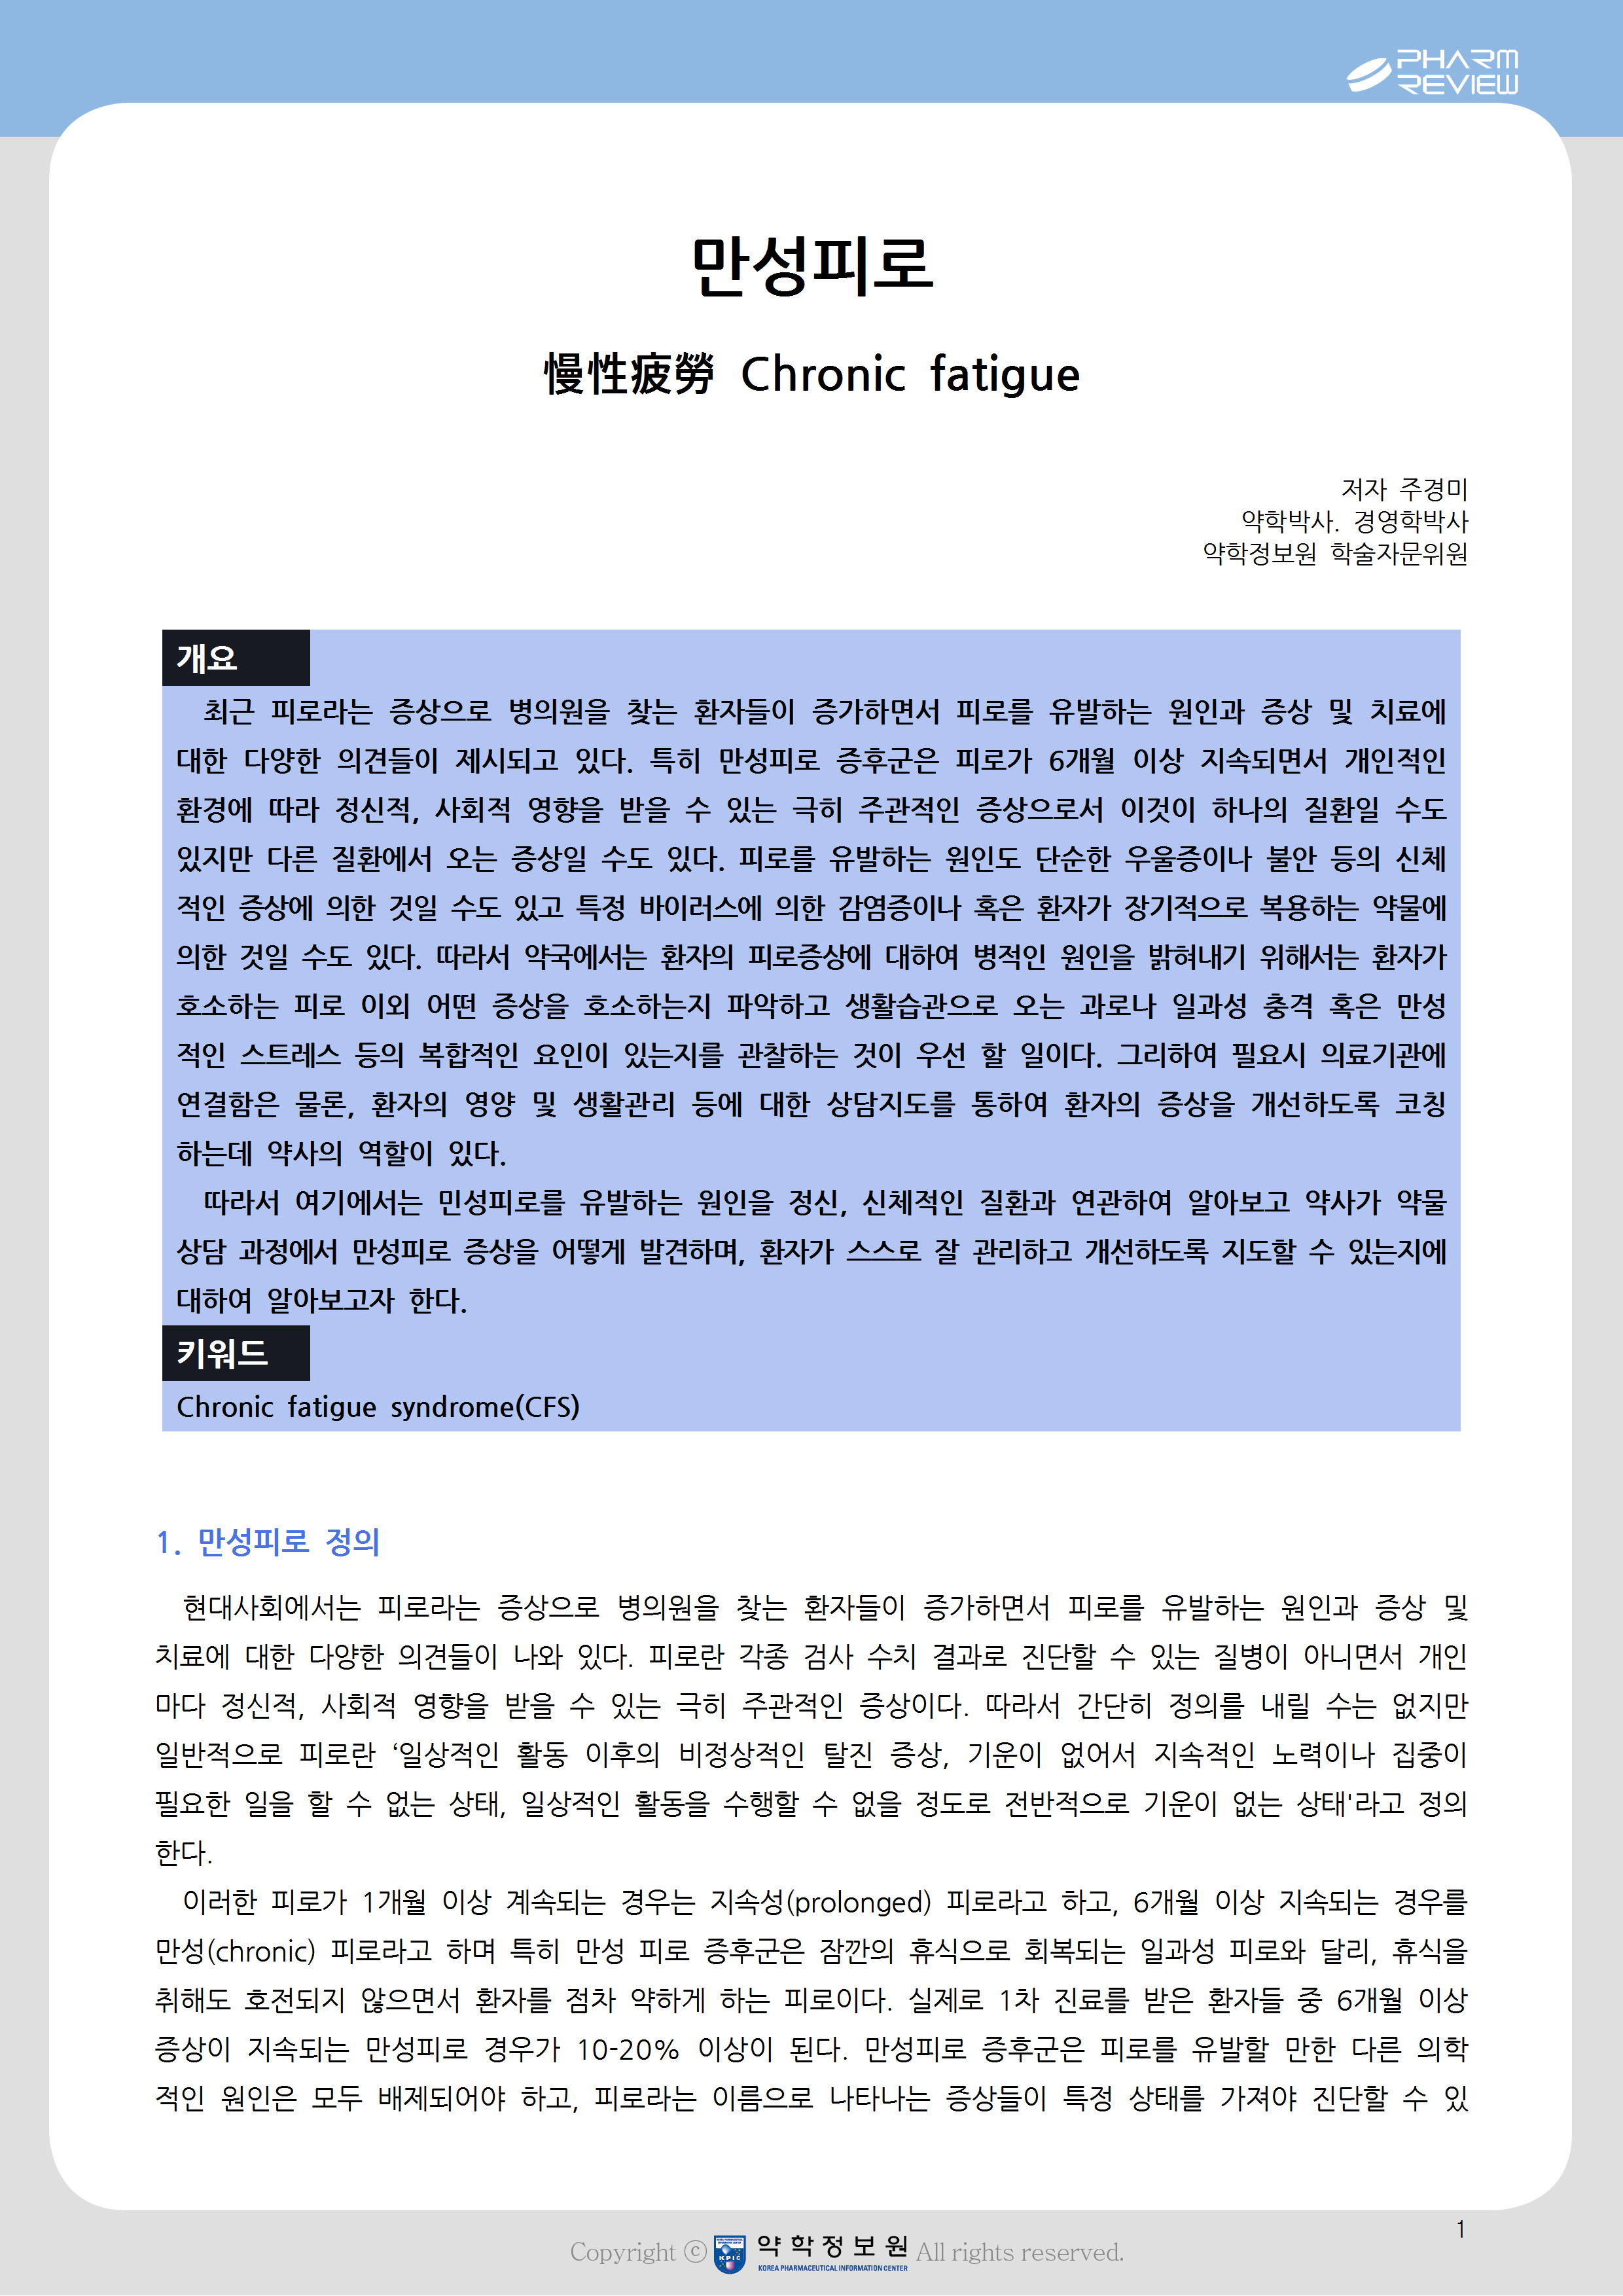 PHARM
REVIEW
만성피로
慢性疲勞 Chronic fatigue
저자 주경미
약학박사. 경영학박사
약학정보원 학술자문위원
개요
최근 피로라는 증상으로 병의원을 찾는 환자들이 증가하면서 피로를 유발하는 원인과 증상 및 치료에
대한 다양한 의견들이 제시되고 있다. 특히 만성피로 증후군은 피로가 6개월 이상 지속되면서 개인적인
환경에 따라 정신적, 사회적 영향을 받을 수 있는 극히 주관적인 증상으로서 이것이 하나의 질환일 수도
있지만 다른 질환에서 오는 증상일 수도 있다. 피로를 유발하는 원인도 단순한 우울증이나 불안 등의 신체
적인 증상에 의한 것일 수도 있고 특정 바이러스에 의한 감염증이나 혹은 환자가 장기적으로 복용하는 약물에
의한 것일 수도 있다. 따라서 약국에서는 환자의 피로증상에 대하여 병적인 원인을 밝혀내기 위해서는 환자가
호소하는 피로 이외 어떤 증상을 호소하는지 파악하고 생활습관으로 오는 과로나 일과성 충격 혹은 만성
적인 스트레스 등의 복합적인 요인이 있는지를 관찰하는 것이 우선 할 일이다. 그리하여 필요시 의료기관에
연결함은 물론, 환자의 영양 및 생활관리 등에 대한 상담지도를 통하여 환자의 증상을 개선하도록 코칭
하는데 약사의 역할이 있다.
따라서 여기에서는 민성피로를 유발하는 원인을 정신, 신체적인 질환과 연관하여 알아보고 약사가 약물
상담 과정에서 만성피로 증상을 어떻게 발견하며, 환자가 스스로 잘 관리하고 개선하도록 지도할 수 있는지에
대하여 알아보고자 한다.
키워드
Chronic fatigue syndrome(CFS)
1. 만성피로 정의
현대사회에서는 피로라는 증상으로 병의원을 찾는 환자들이 증가하면서 피로를 유발하는 원인과 증상 및
치료에 대한 다양한 의견들이 나와 있다. 피로란 각종 검사 수치 결과로 진단할 수 있는 질병이 아니면서 개인
마다 정신적, 사회적 영향을 받을 수 있는 극히 주관적인 증상이다. 따라서 간단히 정의를 내릴 수는 없지만
일반적으로 피로란 ‘일상적인 활동 이후의 비정상적인 탈진 증상, 기운이 없어서 지속적인 노력이나 집중이
필요한 일을 할 수 없는 상태, 일상적인 활동을 수행할 수 없을 정도로 전반적으로 기운이 없는 상태'라고 정의
한다.
이러한 피로가 1개월 이상 계속되는 경우는 지속성(prolonged) 피로라고 하고, 6개월 이상 지속되는 경우를
만성(chronic) 피로라고 하며 특히 만성 피로 증후군은 잠깐의 휴식으로 회복되는 일과성 피로와 달리, 휴식을
취해도 호전되지 않으면서 환자를 점차 약하게 하는 피로이다. 실제로 1차 진료를 받은 환자들 중 6개월 이상
증상이 지속되는 만성피로 경우가 10-20% 이상이 된다. 만성피로 증후군은 피로를 유발할 만한 다른 의학
적인 원인은 모두 배제되어야 하고, 피로라는 이름으로 나타나는 증상들이 특정 상태를 가져야 진단할 수 있
1
Copyright ⓒ KPIC 약학정보원 All rights reserved.
KOREA PHARMACEUTICAL INFORMATION CENTER